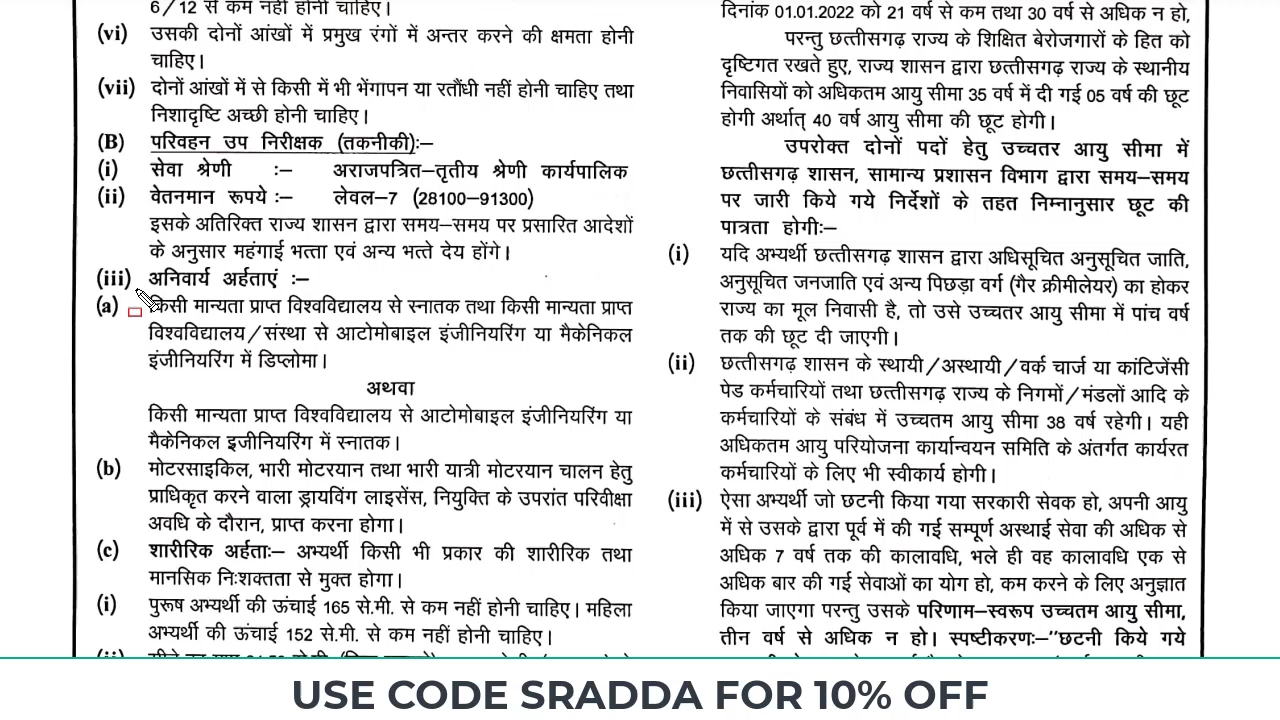 6/12 से कम नहीं होनी चाहिए।
(vi) उसकी दोनों आंखों में प्रमुख रंगों में अन्तर करने की क्षमता होनी
चाहिए।
(vii) दोनों आंखों में से किसी में भी भेंगापन या रतौंधी नहीं होनी चाहिए तथा
निशादृष्टि अच्छी होनी चाहिए।
(B) परिवहन उप निरीक्षक (तकनीकी):–
(i) सेवा श्रेणी :– अराजपत्रित–तृतीय श्रेणी कार्यपालिक
(ii) वेतनमान रूपये :– लेवल–7 (28100–91300)
इसके अतिरिक्त राज्य शासन द्वारा समय–समय पर प्रसारित आदेशों
के अनुसार महंगाई भत्ता एवं अन्य भत्ते देय होंगे।
(iii) अनिवार्य अर्हताएं :–
(a) किसी मान्यता प्राप्त विश्वविद्यालय से स्नातक तथा किसी मान्यता प्राप्त
विश्वविद्यालय/संस्था से आटोमोबाइल इंजीनियरिंग या मैकेनिकल
इंजीनियरिंग में डिप्लोमा।
अथवा
किसी मान्यता प्राप्त विश्वविद्यालय से आटोमोबाइल इंजीनियरिंग या
मैकेनिकल इजीनियरिंग में स्नातक।
(b) मोटरसाइकिल, भारी मोटरयान तथा भारी यात्री मोटरयान चालन हेतु
प्राधिकृत करने वाला ड्रायविंग लाइसेंस, नियुक्ति के उपरांत परिवीक्षा
अवधि के दौरान, प्राप्त करना होगा।
(c) शारीरिक अर्हताः– अभ्यर्थी किसी भी प्रकार की शारीरिक तथा
मानसिक निःशक्तता से मुक्त होगा।
(i) पुरूष अभ्यर्थी की ऊंचाई 165 से.मी. से कम नहीं होनी चाहिए। महिला
अभ्यर्थी की ऊंचाई 152 से.मी. से कम नहीं होनी चाहिए।
दिनांक 01.01.2022 को 21 वर्ष से कम तथा 30 वर्ष से अधिक न हो,
परन्तु छत्तीसगढ़ राज्य के शिक्षित बेरोजगारों के हित को
दृष्टिगत रखते हुए, राज्य शासन द्वारा छत्तीसगढ़ राज्य के स्थानीय
निवासियों को अधिकतम आयु सीमा 35 वर्ष में दी गई 05 वर्ष की छूट
होगी अर्थात् 40 वर्ष आयु सीमा की छूट होगी।
उपरोक्त दोनों पदों हेतु उच्चतर आयु सीमा में
छत्तीसगढ़ शासन, सामान्य प्रशासन विभाग द्वारा समय–समय
पर जारी किये गये निर्देशों के तहत निम्नानुसार छूट की
पात्रता होगी:–
(i) यदि अभ्यर्थी छत्तीसगढ़ शासन द्वारा अधिसूचित अनुसूचित जाति,
अनुसूचित जनजाति एवं अन्य पिछड़ा वर्ग (गैर क्रीमीलेयर) का होकर
राज्य का मूल निवासी है, तो उसे उच्चतर आयु सीमा में पांच वर्ष
तक की छूट दी जाएगी।
(ii) छत्तीसगढ़ शासन के स्थायी/अस्थायी/वर्क चार्ज या कांटिजेंसी
पेड कर्मचारियों तथा छत्तीसगढ़ राज्य के निगमों/मंडलों आदि के
कर्मचारियों के संबंध में उच्चतम आयु सीमा 38 वर्ष रहेगी। यही
अधिकतम आयु परियोजना कार्यान्वयन समिति के अंतर्गत कार्यरत
कर्मचारियों के लिए भी स्वीकार्य होगी।
(iii) ऐसा अभ्यर्थी जो छटनी किया गया सरकारी सेवक हो, अपनी आयु
में से उसके द्वारा पूर्व में की गई सम्पूर्ण अस्थाई सेवा की अधिक से
अधिक 7 वर्ष तक की कालावधि, भले ही वह कालावधि एक से
अधिक बार की गई सेवाओं का योग हो, कम करने के लिए अनुज्ञात
किया जाएगा परन्तु उसके परिणाम–स्वरूप उच्चतम आयु सीमा,
तीन वर्ष से अधिक न हो। स्पष्टीकरणः–"छटनी किये गये
USE CODE SRADDA FOR 10% OFF